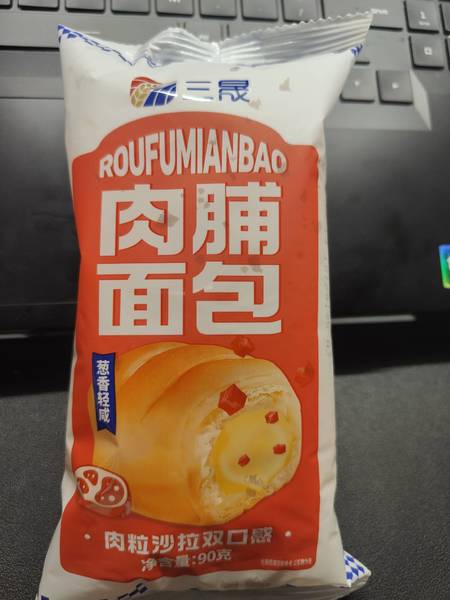 三晟
ROUFUMIANBAO
肉脯
面包
葱香轻咸
·肉粒沙拉双口感·
净含量:90克